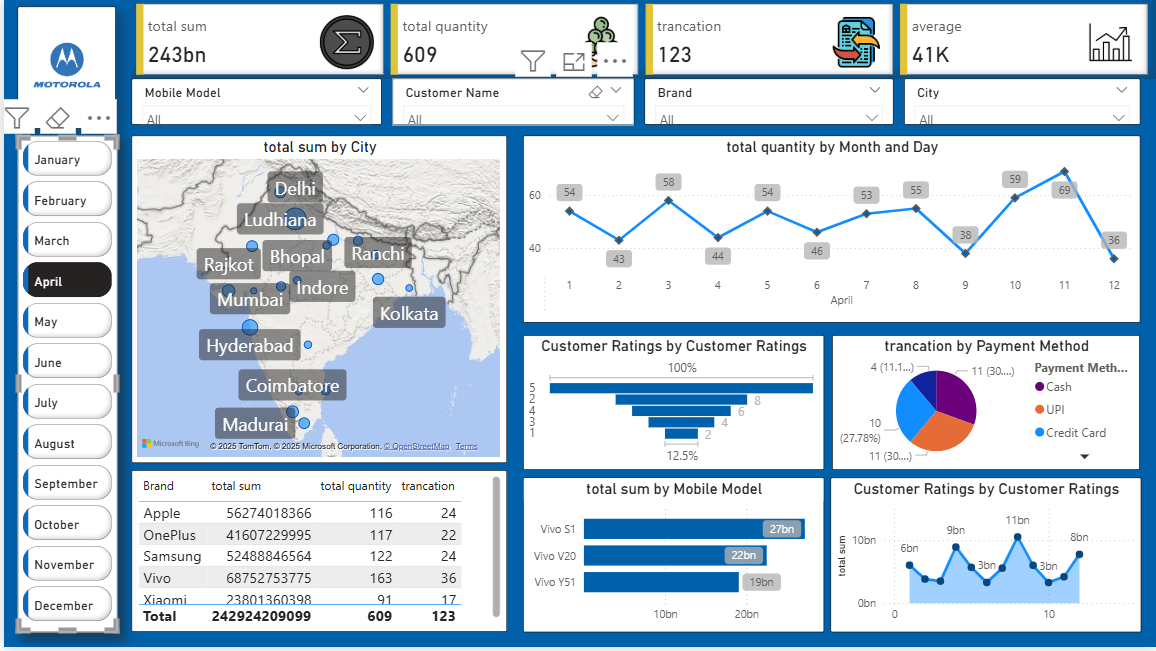 MOTOROLA
total sum
243bn
total quantity
609
trancation
123
average
41K
Mobile Model
All
Customer Name
All
Brand
All
City
All
January
February
March
April
May
June
July
August
September
October
November
December
total sum by City
Delhi
Ludhiana
Rajkot
Bhopal
Ranchi
Mumbai
Indore
Kolkata
Hyderabad
Coimbatore
Madurai
Microsoft Bing
© 2025 TomTom, © 2025 Microsoft Corporation, © OpenStreetMap Terms
total quantity by Month and Day
60
40
54
43
58
44
54
46
53
55
38
59
69
36
1 2 3 4 5 6 7 8 9 10 11 12
April
Customer Ratings by Customer Ratings
100%
5
2 8
4 6
3 4
1 2
12.5%
trancation by Payment Method
4 (11.1...)
11 (30....)
10
(27.78%)
11 (30....)
Payment Meth...
Cash
UPI
Credit Card
Brand total sum total quantity trancation
Apple 56274018366 116 24
OnePlus 41607229995 117 22
Samsung 52488846564 122 24
Vivo 68752753775 163 36
Xiaomi 23801360398 91 17
Total 242924209099 609 123
total sum by Mobile Model
Vivo S1 27bn
Vivo V20 22bn
Vivo Y51 19bn
10bn 20bn
Customer Ratings by Customer Ratings
total sum
10bn
0bn
6bn
9bn
3bn
11bn
3bn
8bn
0 10